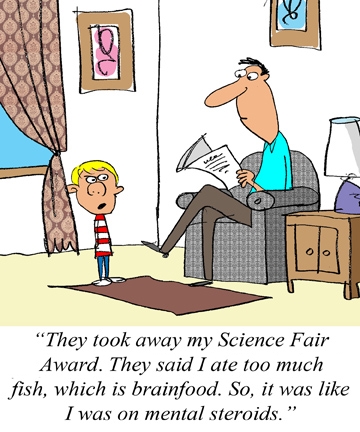 “They took away my Science Fair
Award. They said I ate too much
fish, which is brainfood. So, it was like
I was on mental steroids.”